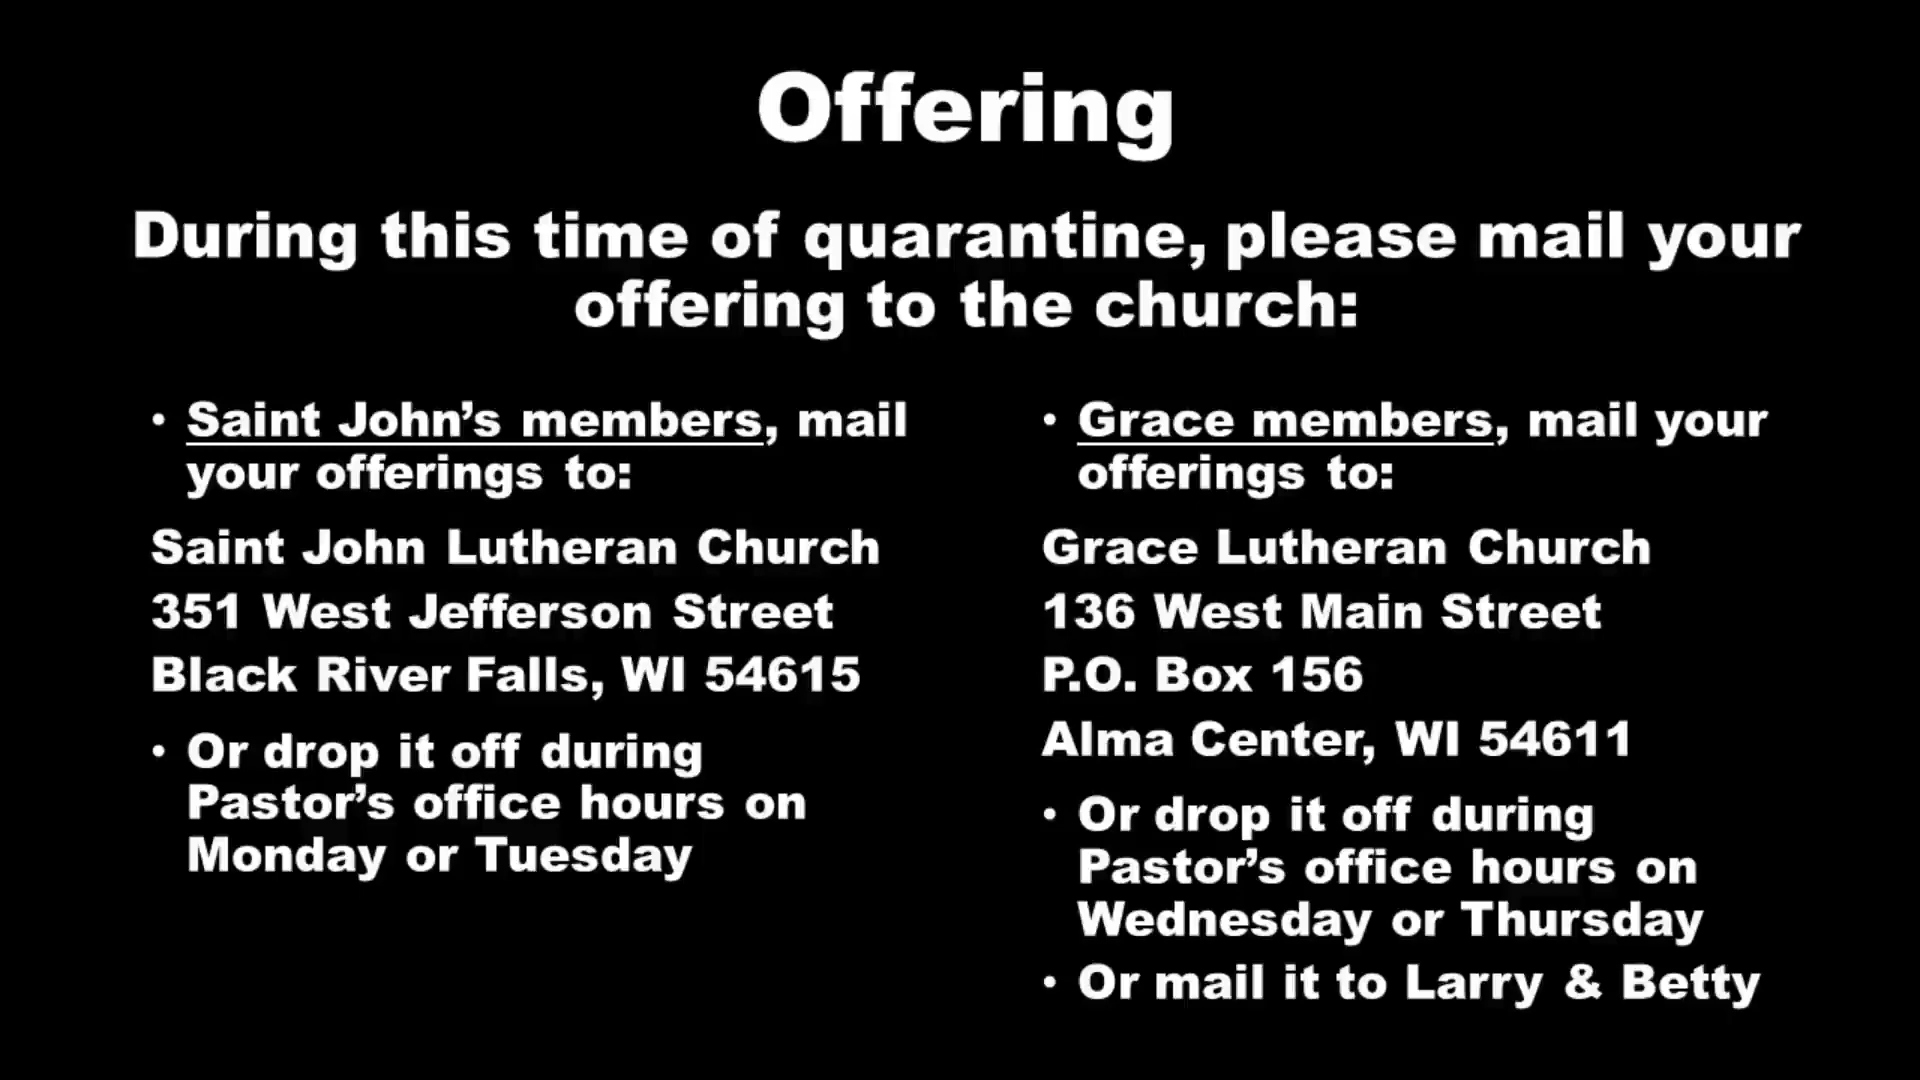 Offering
During this time of quarantine, please mail your
offering to the church:
• Saint John’s members, mail
your offerings to:
Saint John Lutheran Church
351 West Jefferson Street
Black River Falls, WI 54615
• Or drop it off during
Pastor’s office hours on
Monday or Tuesday
• Grace members, mail your
offerings to:
Grace Lutheran Church
136 West Main Street
P.O. Box 156
Alma Center, WI 54611
• Or drop it off during
Pastor’s office hours on
Wednesday or Thursday
• Or mail it to Larry & Betty